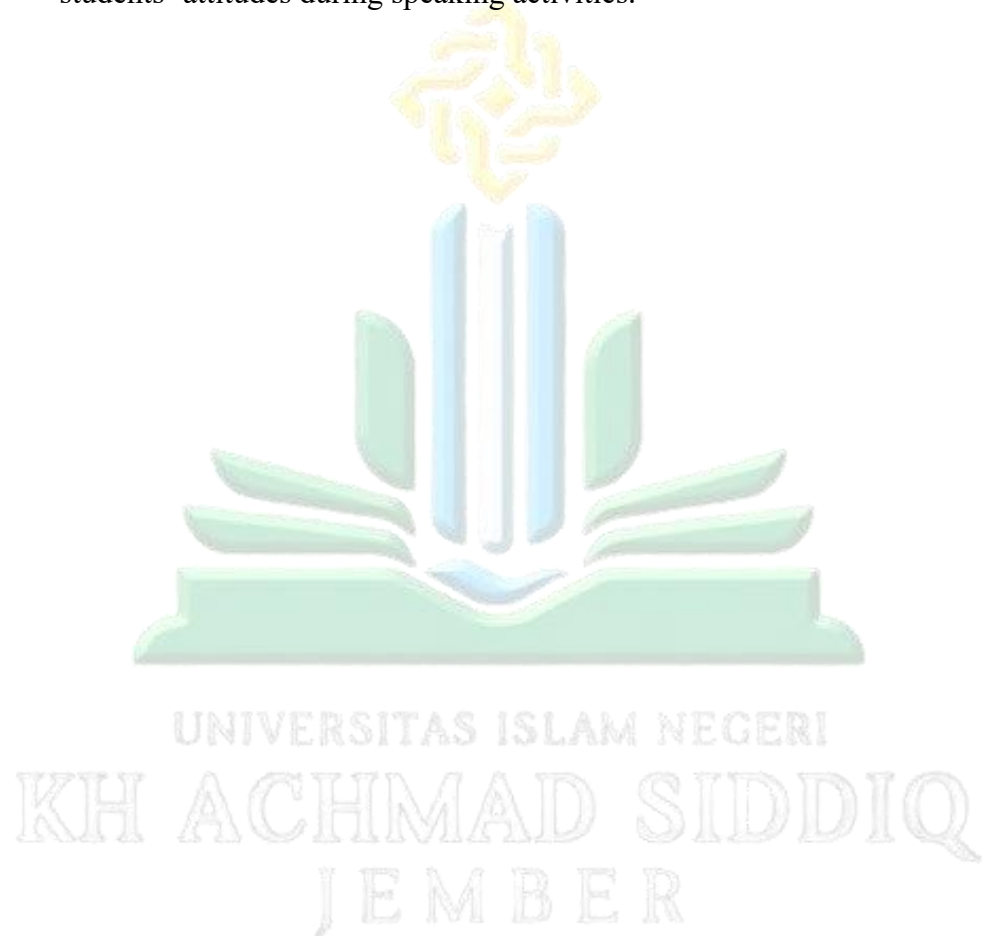 students' attitudes during speaking activities.
UNIVERSITAS ISLAM NEGERI
KH ACHMAD SIDDIQ
JEMBER